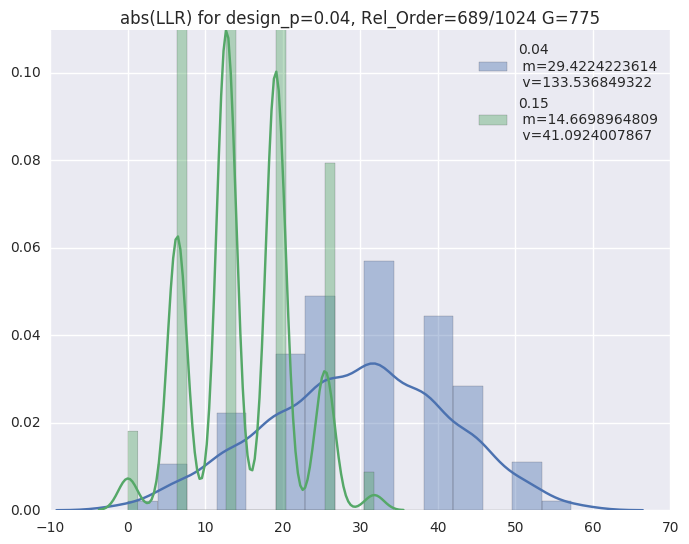 abs(LLR) for design_p=0.04, Rel_Order=689/1024 G=775
0.04
m=29.4224223614
v=133.536849322
0.15
m=14.6698964809
v=41.0924007867
0.10
0.08
0.06
0.04
0.02
0.00
−10 0 10 20 30 40 50 60 70